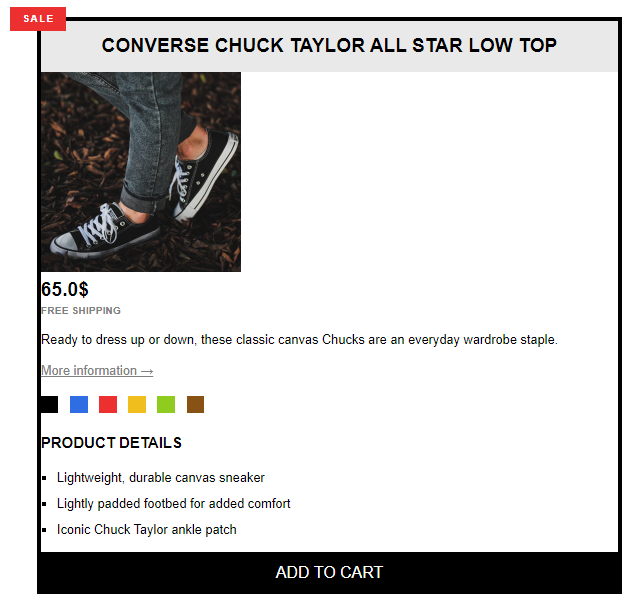 SALE
CONVERSE CHUCK TAYLOR ALL STAR LOW TOP
65.0$
FREE SHIPPING
Ready to dress up or down, these classic canvas Chucks are an everyday wardrobe staple.
More information →
PRODUCT DETAILS
Lightweight, durable canvas sneaker
Lightly padded footbed for added comfort
Iconic Chuck Taylor ankle patch
ADD TO CART